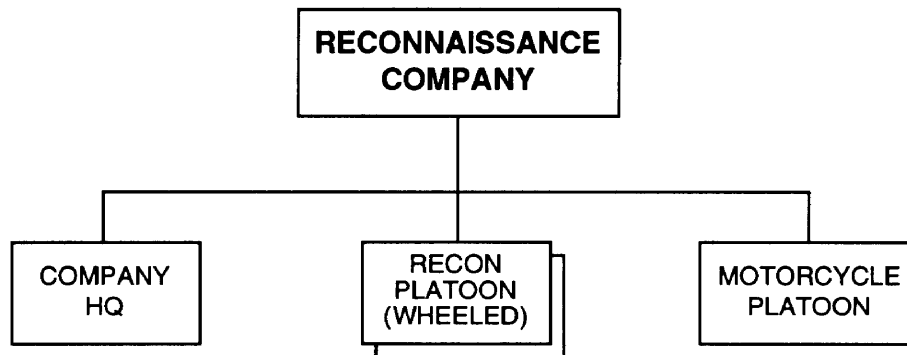 RECONNAISSANCE
COMPANY
COMPANY
HQ
RECON
PLATOON
(WHEELED)
MOTORCYCLE
PLATOON